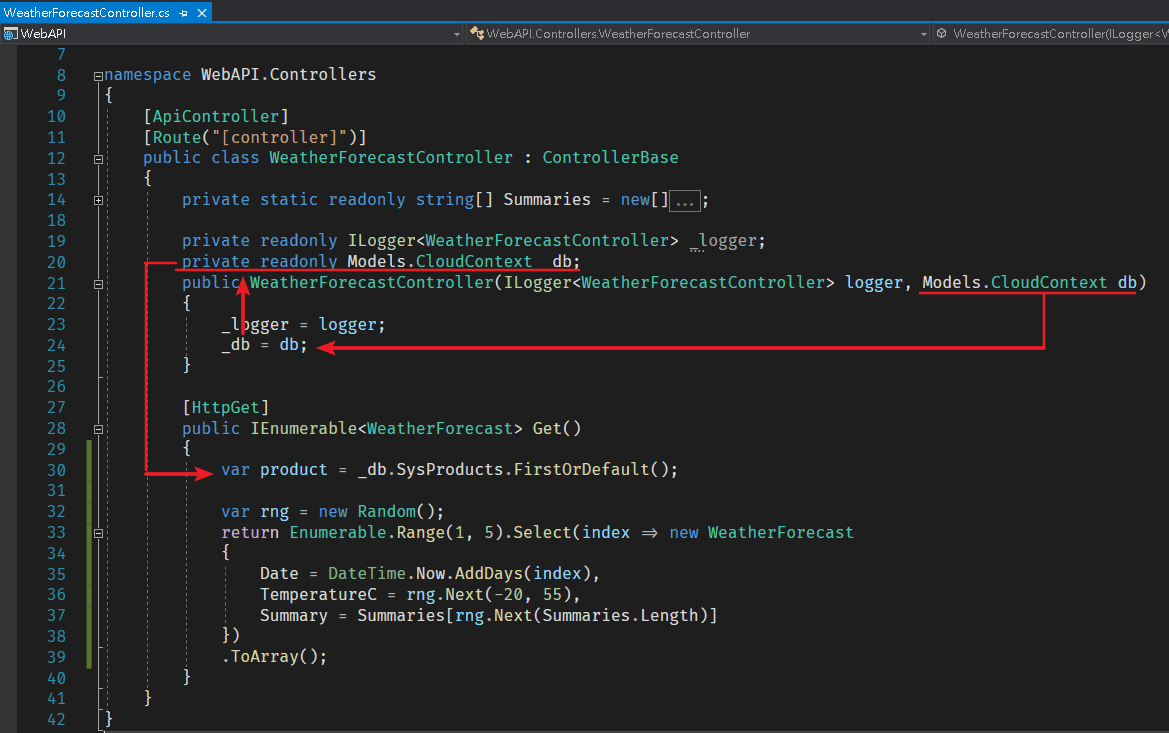 WeatherForecastController.cs
WebAPI WebAPI.Controllers.WeatherForecastController WeatherForecastController(ILogger<W
7
8 namespace WebAPI.Controllers
9 {
10 [ApiController]
11 [Route("[controller]")]
12 public class WeatherForecastController : ControllerBase
13 {
14 private static readonly string[] Summaries = new[]...;
18
19 private readonly ILogger<WeatherForecastController> _logger;
20 private readonly Models.CloudContext _db;
21 public WeatherForecastController(ILogger<WeatherForecastController> logger, Models.CloudContext db)
22 {
23 _logger = logger;
24 _db = db;
25 }
26
27 [HttpGet]
28 public IEnumerable<WeatherForecast> Get()
29 {
30 var product = _db.SysProducts.FirstOrDefault();
31
32 var rng = new Random();
33 return Enumerable.Range(1, 5).Select(index => new WeatherForecast
34 {
35 Date = DateTime.Now.AddDays(index),
36 TemperatureC = rng.Next(-20, 55),
37 Summary = Summaries[rng.Next(Summaries.Length)]
38 })
39 .ToArray();
40 }
41 }
42 }